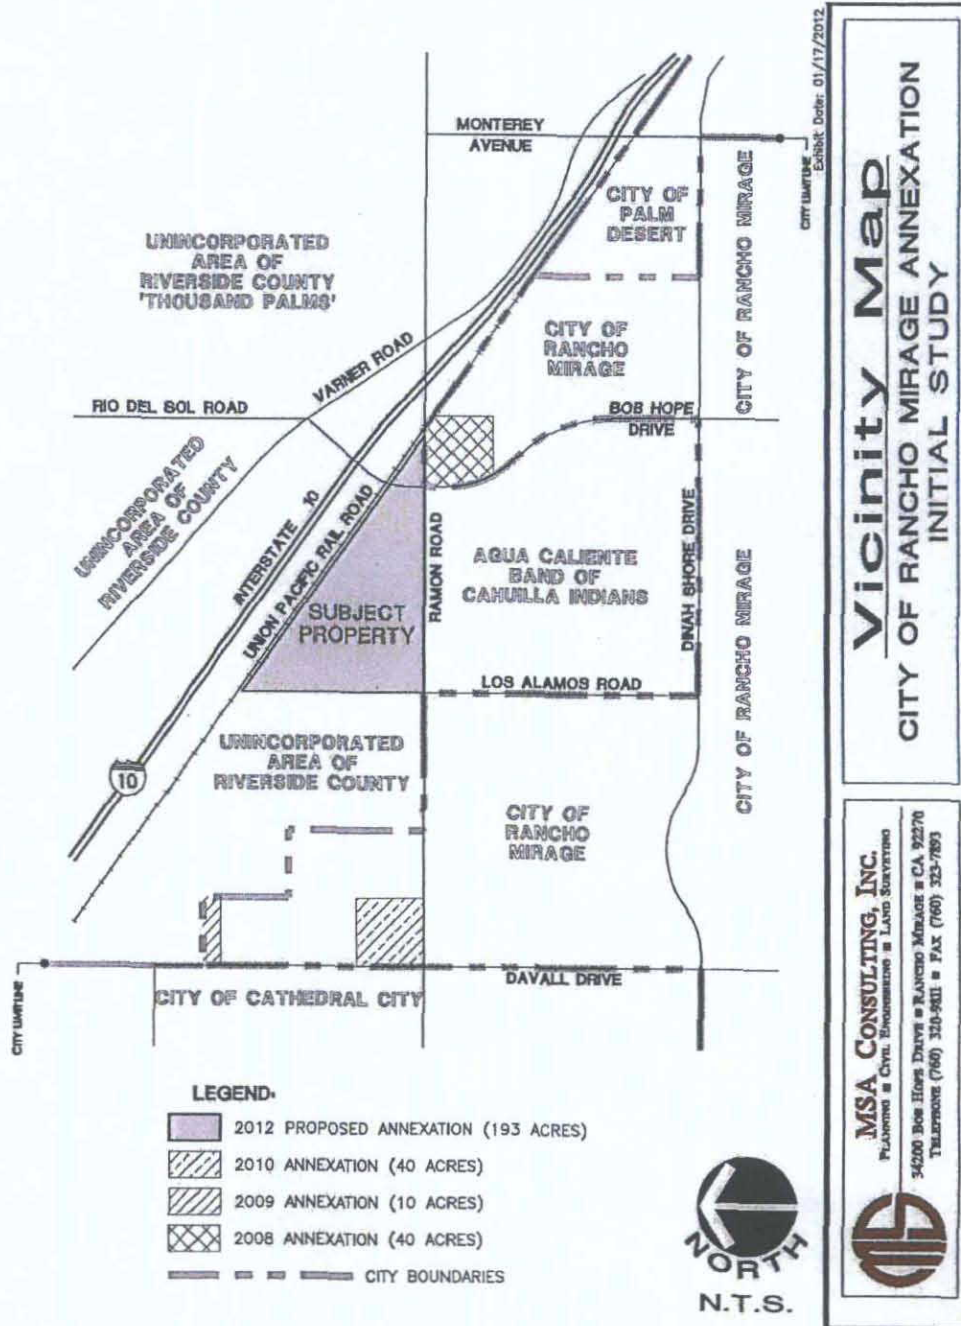 MONTEREY
AVENUE
CITY LIMIT LINE
Exhibit Date: 01/17/2012
CITY OF
PALM
DESERT
CITY OF RANCHO MIRAGE
UNINCORPORATED
AREA OF
RIVERSIDE COUNTY
'THOUSAND PALMS'
CITY OF
RANCHO
MIRAGE
VARNER ROAD
RIO DEL SOL ROAD
BOB HOPE
DRIVE
UNINCORPORATED
AREA OF
RIVERSIDE COUNTY
INTERSTATE 10
UNION PACIFIC RAIL ROAD
RAMON ROAD
AGUA CALIENTE
BAND OF
CAHUILLA INDIANS
DINAH SHORE DRIVE
SUBJECT
PROPERTY
LOS ALAMOS ROAD
CITY OF RANCHO MIRAGE
UNINCORPORATED
AREA OF
RIVERSIDE COUNTY
10
CITY OF
RANCHO
MIRAGE
CITY LIMIT LINE
DAVALL DRIVE
CITY OF CATHEDRAL CITY
LEGEND:
2012 PROPOSED ANNEXATION (193 ACRES)
2010 ANNEXATION (40 ACRES)
2009 ANNEXATION (10 ACRES)
2008 ANNEXATION (40 ACRES)
CITY BOUNDARIES
NORTH
N.T.S.
Vicinity Map
CITY OF RANCHO MIRAGE ANNEXATION
INITIAL STUDY
MSA CONSULTING, INC.
PLANNING ■ CIVIL ENGINEERING ■ LAND SURVEYING
34200 BOB HOPE DRIVE ■ RANCHO MIRAGE ■ CA 92270
TELEPHONE (760) 320-9811 ■ FAX (760) 323-7893